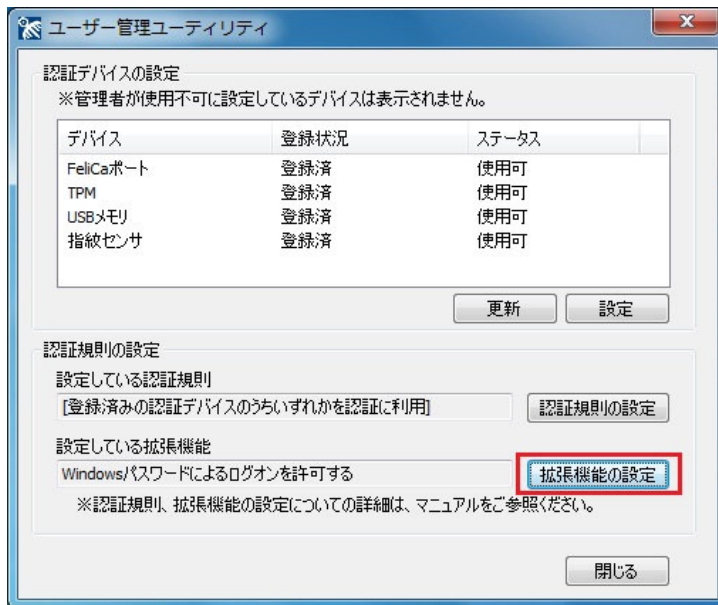 ユーザー管理ユーティリティ
認証デバイスの設定
※管理者が使用不可に設定しているデバイスは表示されません。
デバイス 登録状況 ステータス
FeliCaポート 登録済 使用可
TPM 登録済 使用可
USBメモリ 登録済 使用可
指紋センサ 登録済 使用可
更新 設定
認証規則の設定
設定している認証規則
[登録済みの認証デバイスのうちいずれかを認証に利用] 認証規則の設定
設定している拡張機能
Windowsパスワードによるログオンを許可する 拡張機能の設定
※認証規則、拡張機能の設定についての詳細は、マニュアルをご参照ください。
閉じる